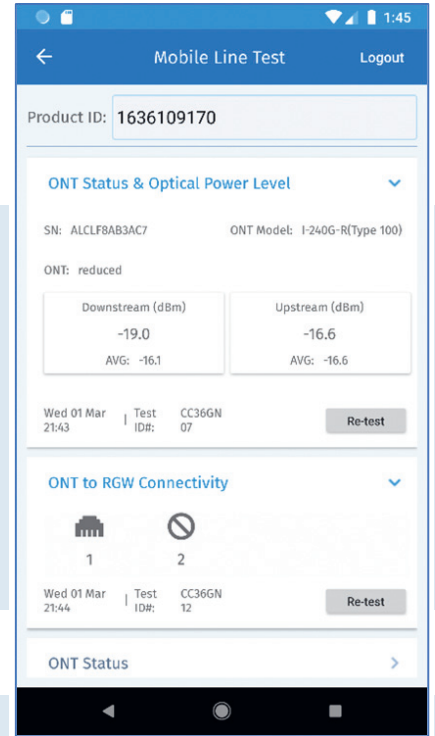 1:45
Mobile Line Test Logout
Product ID: 1636109170
ONT Status & Optical Power Level
SN: ALCLF8AB3AC7 ONT Model: I-240G-R(Type 100)
ONT: reduced
Downstream (dBm) Upstream (dBm)
-19.0 -16.6
AVG: -16.1 AVG: -16.6
Wed 01 Mar | Test CC36GN
21:43 ID#: 07 Re-test
ONT to RGW Connectivity
1 2
Wed 01 Mar | Test CC36GN
21:44 ID#: 12 Re-test
ONT Status